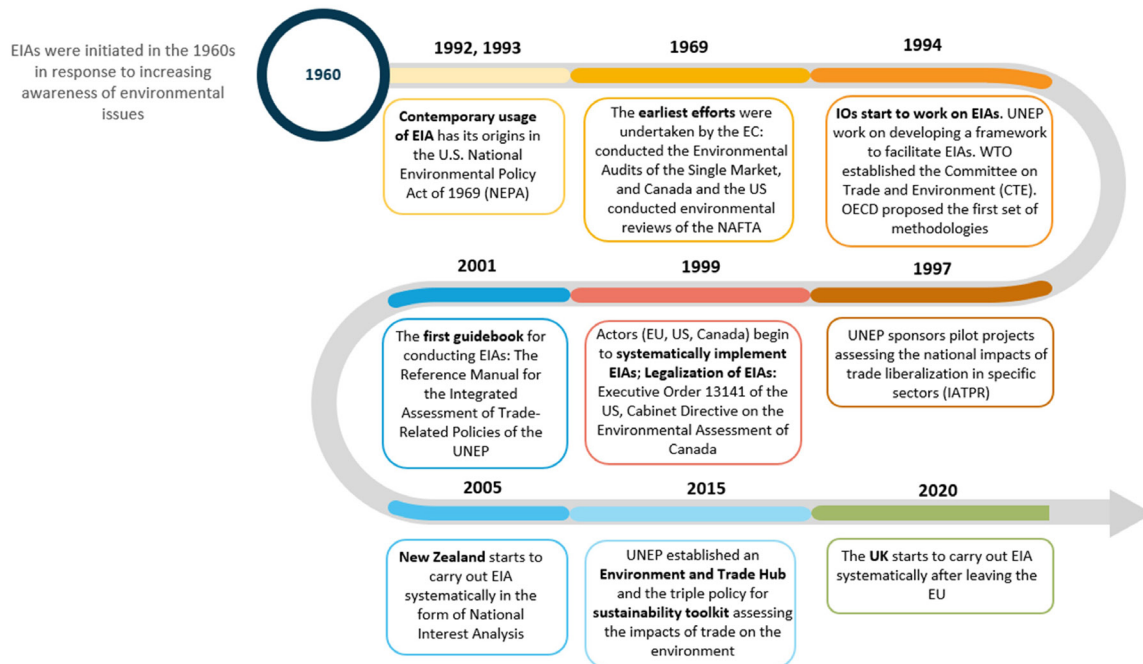 EIAs were initiated in the 1960s
in response to increasing
awareness of environmental
issues
1960
1992, 1993
Contemporary usage
of EIA has its origins in
the U.S. National
Environmental Policy
Act of 1969 (NEPA)
1969
The earliest efforts were
undertaken by the EC:
conducted the Environmental
Audits of the Single Market,
and Canada and the US
conducted environmental
reviews of the NAFTA
1994
IOs start to work on EIAs. UNEP
work on developing a framework
to facilitate EIAs. WTO
established the Committee on
Trade and Environment (CTE).
OECD proposed the first set of
methodologies
2001
The first guidebook for
conducting EIAs: The
Reference Manual for
the Integrated
Assessment of Trade-
Related Policies of the
UNEP
1999
Actors (EU, US, Canada) begin
to systematically implement
EIAs; Legalization of EIAs:
Executive Order 13141 of
the US, Cabinet Directive on the
Environmental Assessment of
Canada
1997
UNEP sponsors pilot projects
assessing the national impacts of
trade liberalization in specific
sectors (IATPR)
2005
New Zealand starts to
carry out EIA
systematically in the
form of National
Interest Analysis
2015
UNEP established an
Environment and Trade Hub
and the triple policy for
sustainability toolkit assessing
the impacts of trade on the
environment
2020
The UK starts to carry out EIA
systematically after leaving the
EU